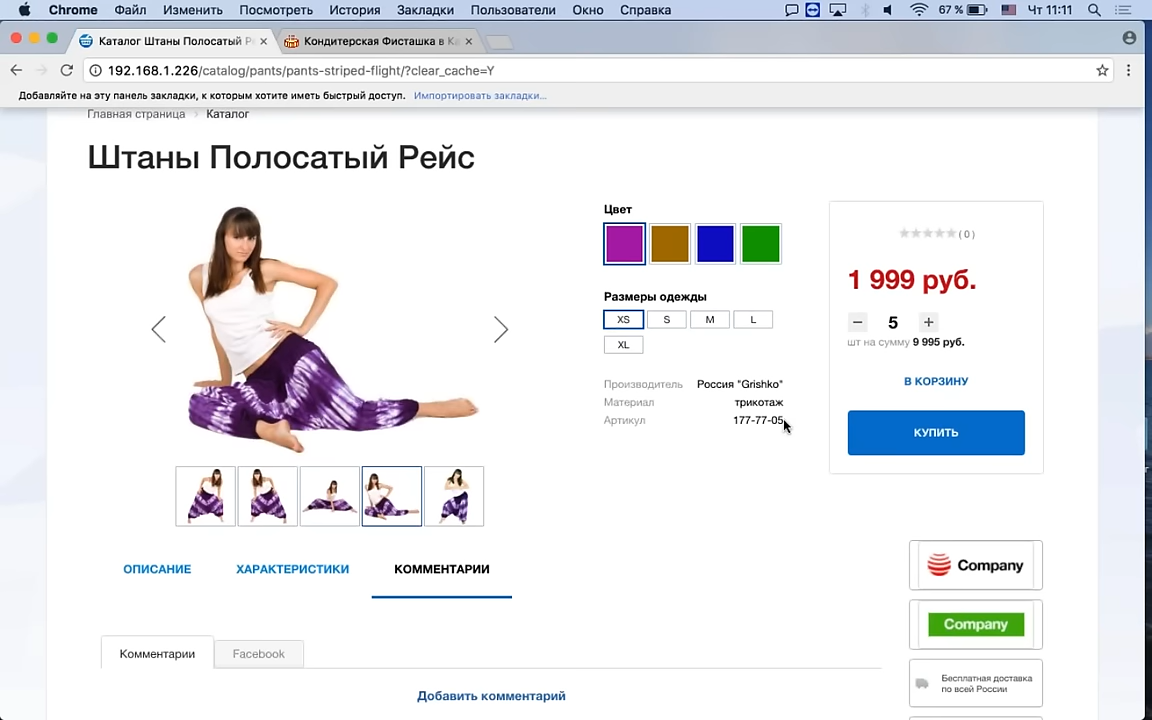 Chrome Файл Изменить Посмотреть История Закладки Пользователи Окно Справка 67 % Чт 11:11
Каталог Штаны Полосатый Ре Кондитерская Фисташка в Ка
192.168.1.226/catalog/pants/pants-striped-flight/?clear_cache=Y
Добавляйте на эту панель закладки, к которым хотите иметь быстрый доступ. Импортировать закладки...
Главная страница › Каталог
Штаны Полосатый Рейс
Цвет
Размеры одежды
XS S M L
XL
Производитель Россия "Grishko"
Материал трикотаж
Артикул 177-77-05
( 0 )
1 999 руб.
− 5 +
шт на сумму 9 995 руб.
В КОРЗИНУ
КУПИТЬ
ОПИСАНИЕ ХАРАКТЕРИСТИКИ КОММЕНТАРИИ
Комментарии Facebook
Добавить комментарий
Company
Company
Бесплатная доставка
по всей России